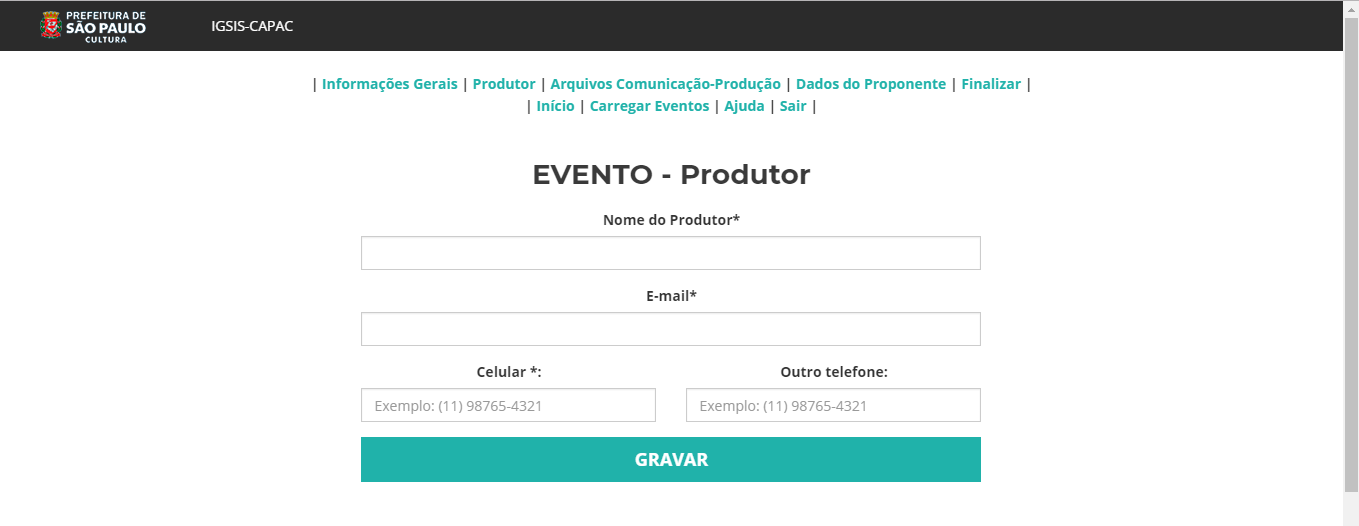 PREFEITURA DE
SÃO PAULO
CULTURA
IGSIS-CAPAC
| Informações Gerais | Produtor | Arquivos Comunicação-Produção | Dados do Proponente | Finalizar |
| Início | Carregar Eventos | Ajuda | Sair |
EVENTO - Produtor
Nome do Produtor*
E-mail*
Celular *:
Outro telefone:
Exemplo: (11) 98765-4321
Exemplo: (11) 98765-4321
GRAVAR